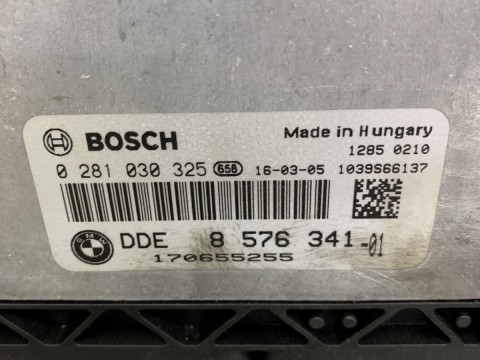 BOSCH
Made in Hungary
1285 0210
0 281 030 325 658 16-03-05 1039S66137
BMW DDE 8 576 341-01
170655255